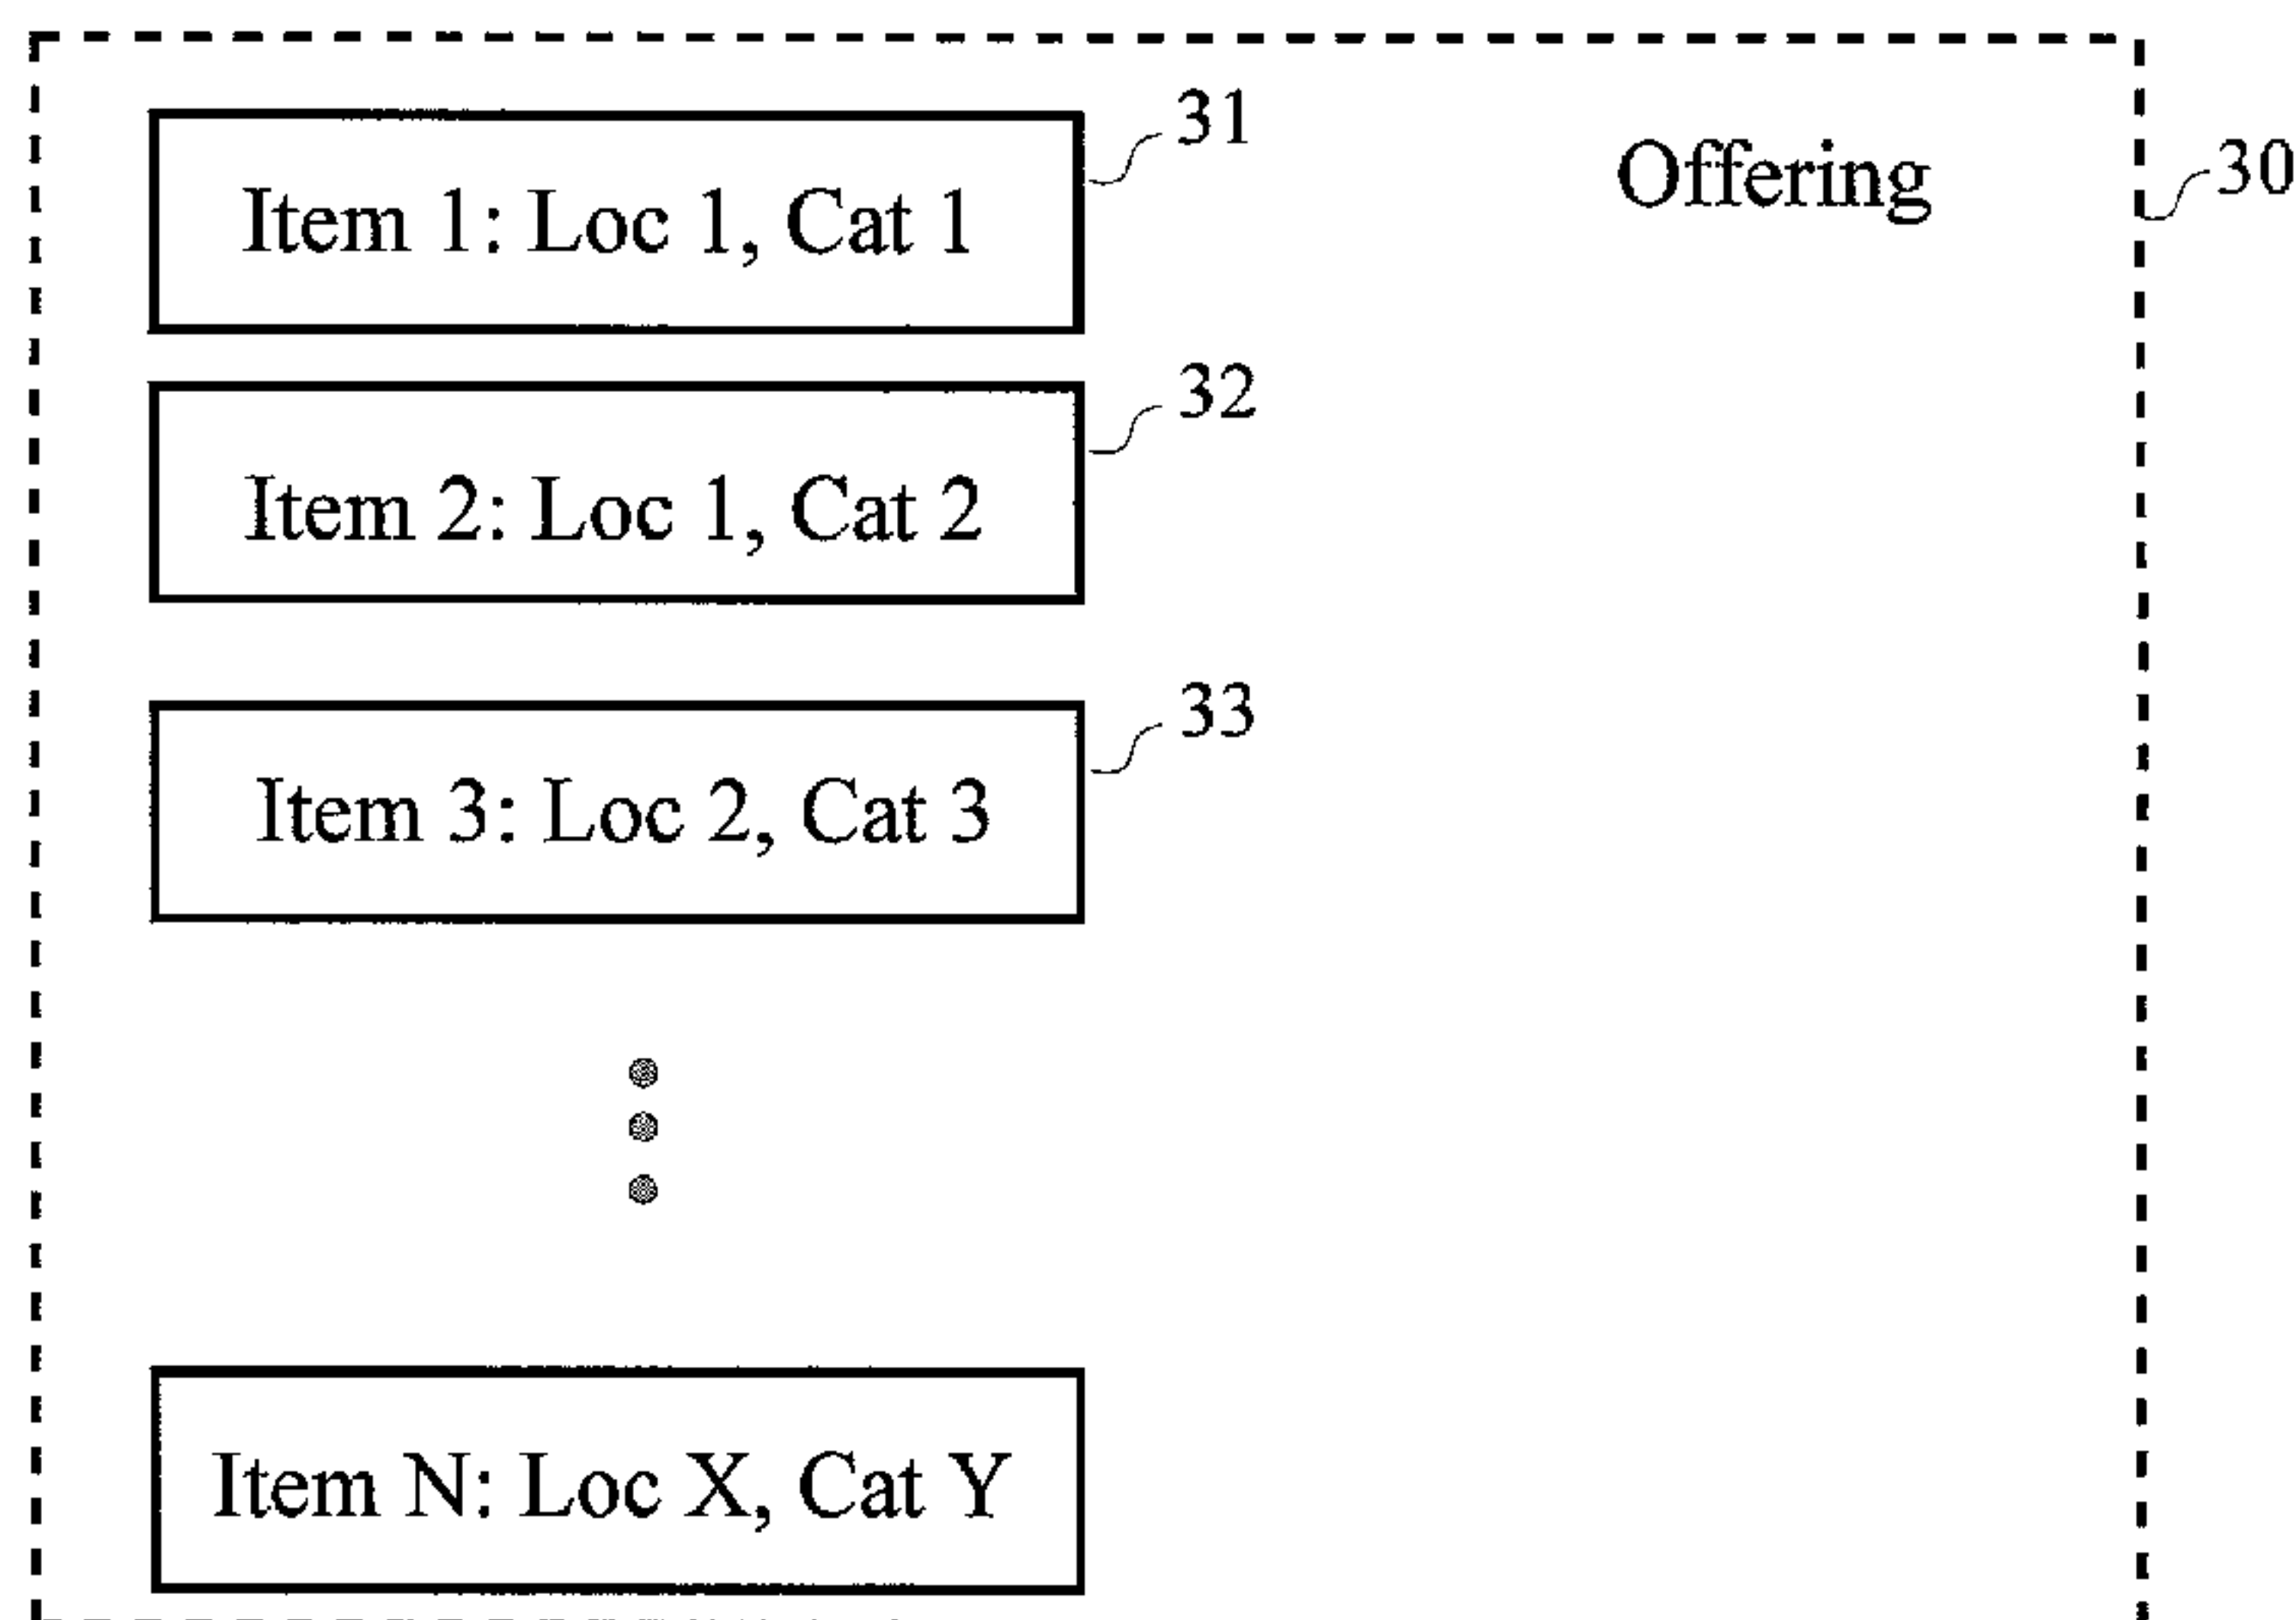 31
Offering
30
Item 1: Loc 1, Cat 1
32
Item 2: Loc 1, Cat 2
33
Item 3: Loc 2, Cat 3
Item N: Loc X, Cat Y